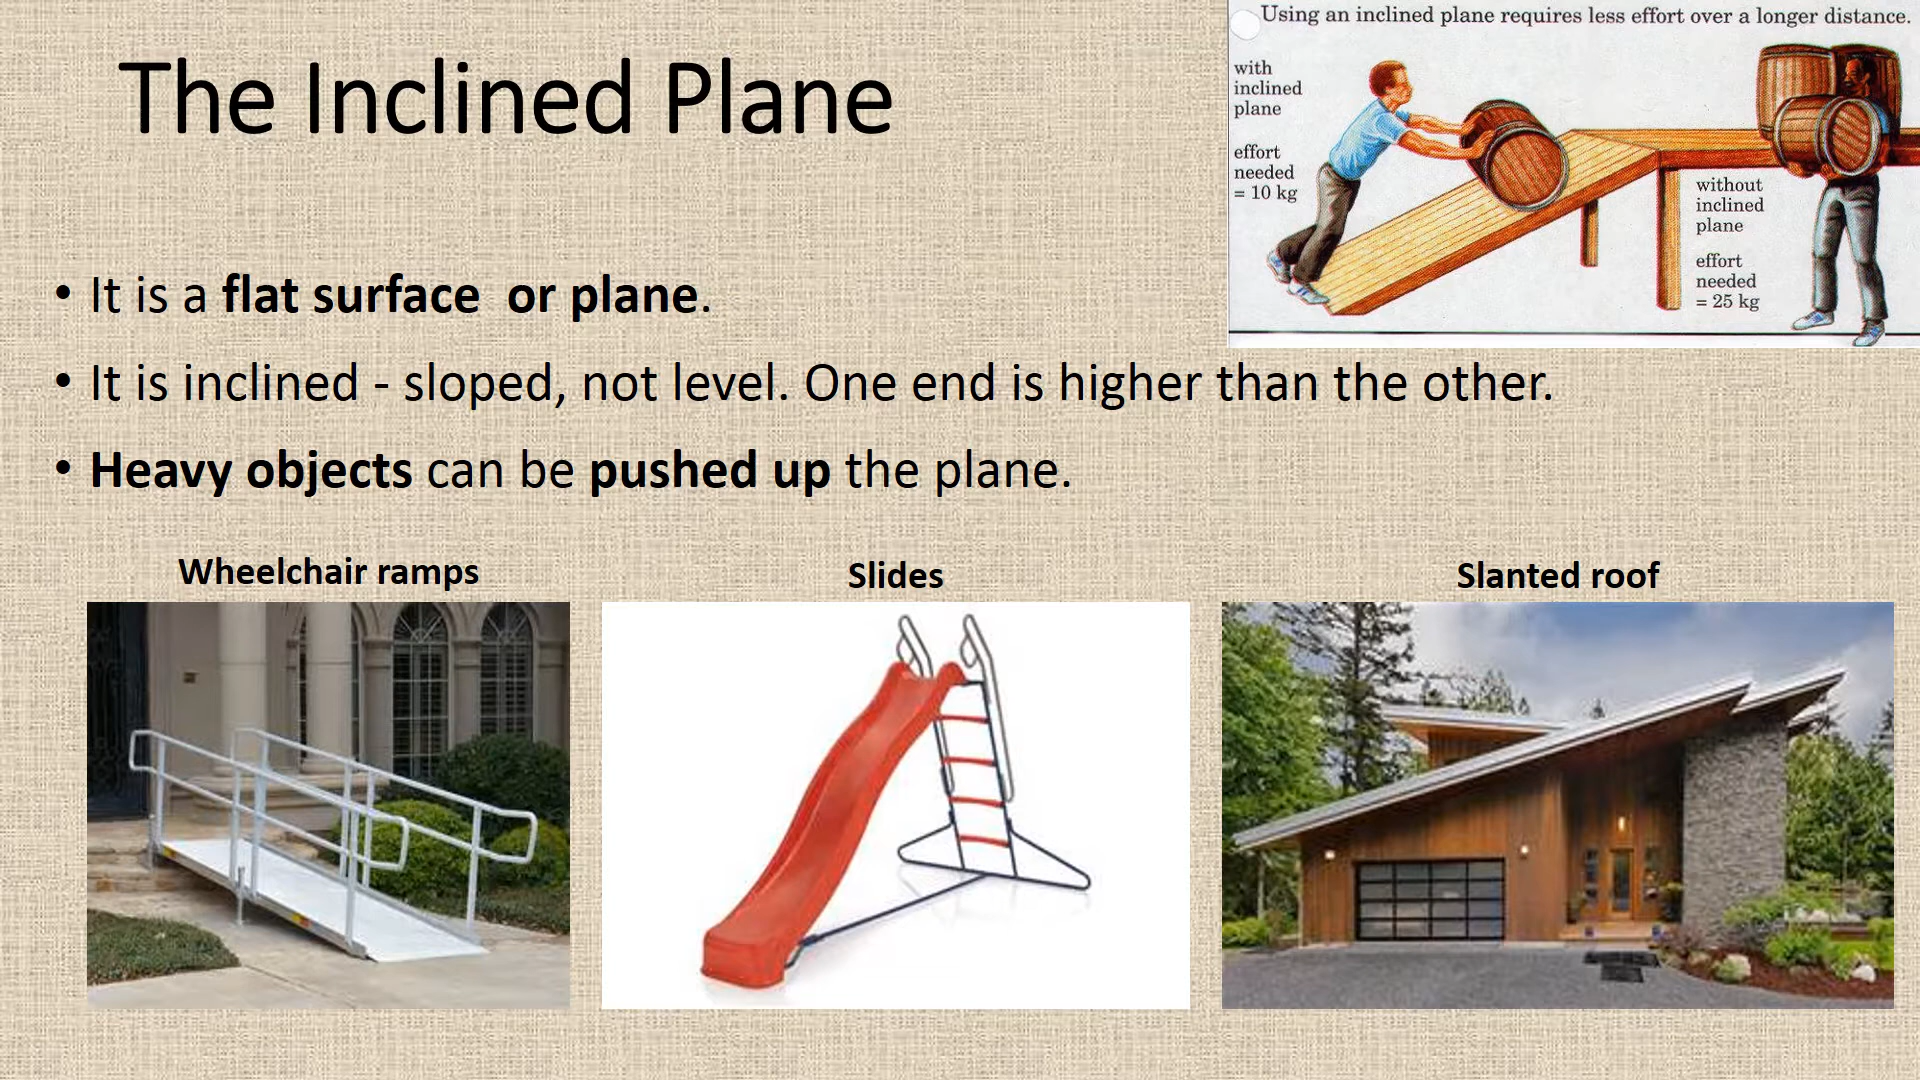 The Inclined Plane
Using an inclined plane requires less effort over a longer distance.
with
inclined
plane
effort
needed
= 10 kg
without
inclined
plane
effort
needed
= 25 kg
• It is a flat surface  or plane.
• It is inclined - sloped, not level. One end is higher than the other.
• Heavy objects can be pushed up the plane.
Wheelchair ramps
Slides
Slanted roof